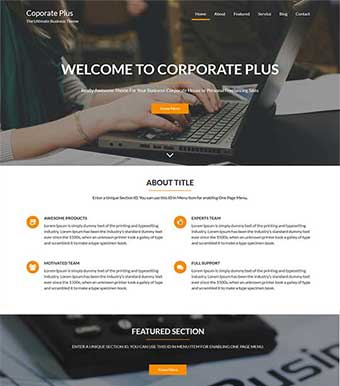 Coporate Plus
The Ultimate Business Theme
Home About Featured Service Blog Contact
WELCOME TO CORPORATE PLUS
Ready Awesome Theme For Your Business Corporate House or Personal Freelancing Sites
Know More
ABOUT TITLE
Enter a Unique Section ID. You can use this ID in Menu item for enabling One Page Menu.
AWESOME PRODUCTS
Lorem Ipsum is simply dummy text of the printing and typesetting
industry. Lorem Ipsum has been the industry's standard dummy text
ever since the 1500s, when an unknown printer took a galley of type
and scrambled it to make a type specimen book.
EXPERTS TEAM
Lorem Ipsum is simply dummy text of the printing and typesetting
industry. Lorem Ipsum has been the industry's standard dummy text
ever since the 1500s, when an unknown printer took a galley of type
and scrambled it to make a type specimen book.
MOTIVATED TEAM
Lorem Ipsum is simply dummy text of the printing and typesetting
industry. Lorem Ipsum has been the industry's standard dummy text
ever since the 1500s, when an unknown printer took a galley of type
and scrambled it to make a type specimen book.
FULL SUPPORT
Lorem Ipsum is simply dummy text of the printing and typesetting
industry. Lorem Ipsum has been the industry's standard dummy text
ever since the 1500s, when an unknown printer took a galley of type
and scrambled it to make a type specimen book.
FEATURED SECTION
ENTER A UNIQUE SECTION ID. YOU CAN USE THIS ID IN MENU ITEM FOR ENABLING ONE PAGE MENU.
Know More